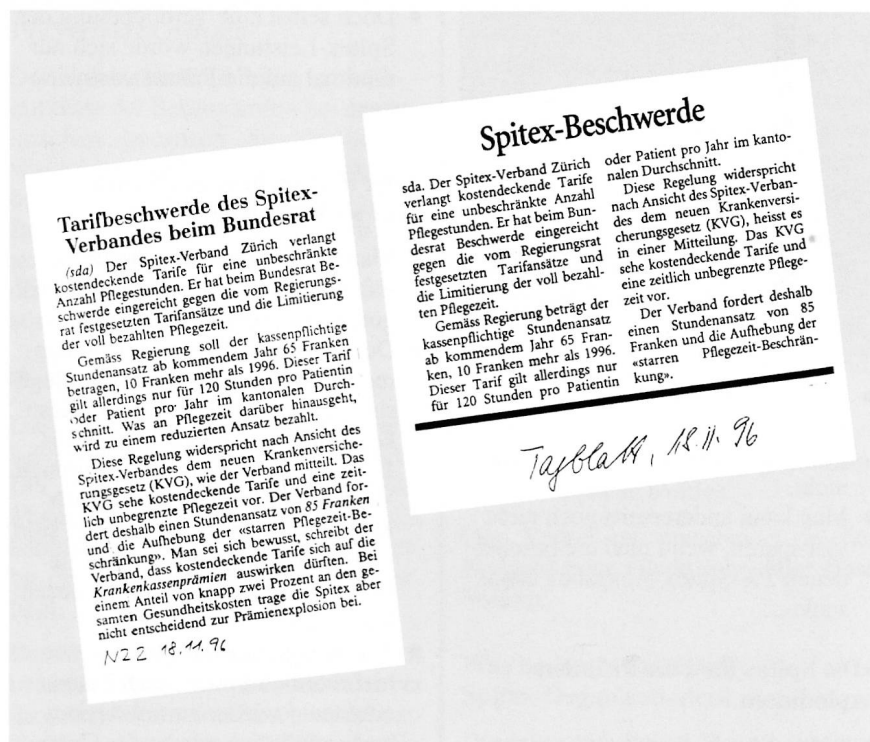 Tarifbeschwerde des Spitex-
Verbandes beim Bundesrat
(sda) Der Spitex-Verband Zürich verlangt
kostendeckende Tarife für eine unbeschränkte
Anzahl Pflegestunden. Er hat beim Bundesrat Be-
schwerde eingereicht gegen die vom Regierungs-
rat festgesetzten Tarifansätze und die Limitierung
der voll bezahlten Pflegezeit.
Gemäss Regierung soll der kassenpflichtige
Stundenansatz ab kommendem Jahr 65 Franken
betragen, 10 Franken mehr als 1996. Dieser Tarif
gilt allerdings nur für 120 Stunden pro Patientin
oder Patient pro Jahr im kantonalen Durch-
schnitt. Was an Pflegezeit darüber hinausgeht,
wird zu einem reduzierten Ansatz bezahlt.
Diese Regelung widerspricht nach Ansicht des
Spitex-Verbandes dem neuen Krankenversiche-
rungsgesetz (KVG), wie der Verband mitteilt. Das
KVG sehe kostendeckende Tarife und eine zeit-
lich unbegrenzte Pflegezeit vor. Der Verband for-
dert deshalb einen Stundenansatz von 85 Franken
und die Aufhebung der «starren Pflegezeit-Be-
schränkung». Man sei sich bewusst, schreibt der
Verband, dass kostendeckende Tarife sich auf die
Krankenkassenprämien auswirken dürften. Bei
einem Anteil von knapp zwei Prozent an den ge-
samten Gesundheitskosten trage die Spitex aber
nicht entscheidend zur Prämienexplosion bei.
NZZ 18.11.96
Spitex-Beschwerde
sda. Der Spitex-Verband Zürich
verlangt kostendeckende Tarife
für eine unbeschränkte Anzahl
Pflegestunden. Er hat beim Bun-
desrat Beschwerde eingereicht
gegen die vom Regierungsrat
festgesetzten Tarifansätze und
die Limitierung der voll bezahl-
ten Pflegezeit.
Gemäss Regierung beträgt der
kassenpflichtige Stundenansatz
ab kommendem Jahr 65 Fran-
ken, 10 Franken mehr als 1996.
Dieser Tarif gilt allerdings nur
für 120 Stunden pro Patientin
oder Patient pro Jahr im kanto-
nalen Durchschnitt.
Diese Regelung widerspricht
nach Ansicht des Spitex-Verban-
des dem neuen Krankenversi-
cherungsgesetz (KVG), heisst es
in einer Mitteilung. Das KVG
sehe kostendeckende Tarife und
eine zeitlich unbegrenzte Pflege-
zeit vor.
Der Verband fordert deshalb
einen Stundenansatz von 85
Franken und die Aufhebung der
«starren Pflegezeit-Beschrän-
kung».
Tagblatt, 18.11.96